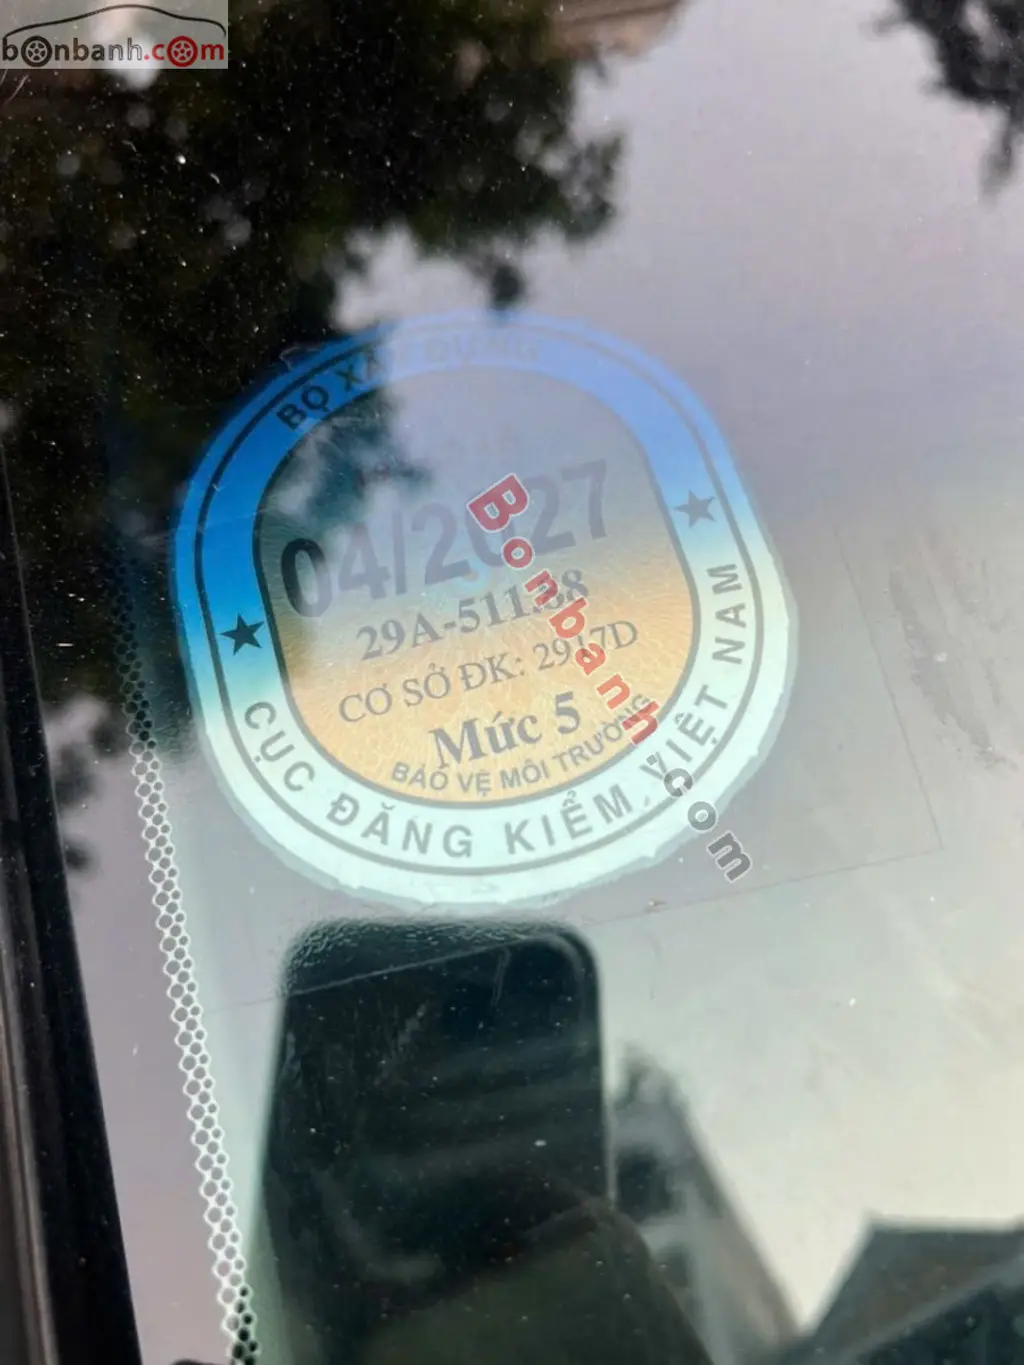 bonbanh.com
BỘ XÂY DỰNG
04/2027
29A-511.88
CƠ SỞ ĐK: 2917D
Mức 5
BẢO VỆ MÔI TRƯỜNG
CỤC ĐĂNG KIỂM VIỆT NAM
Bonbanh.com